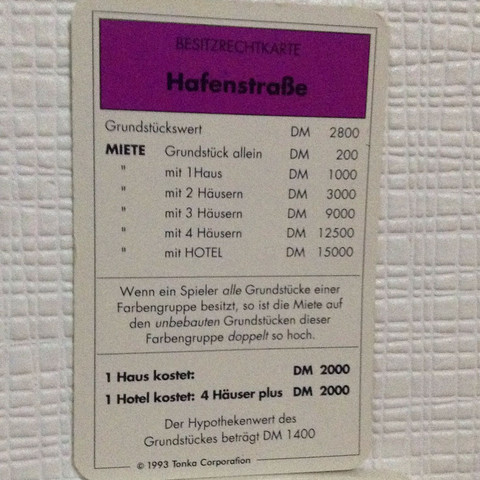 BESITZRECHTKARTE
Hafenstraße
Grundstückswert DM 2800
MIETE Grundstück allein DM 200
" mit 1Haus DM 1000
" mit 2 Häusern DM 3000
" mit 3 Häusern DM 9000
" mit 4 Häusern DM 12500
" mit HOTEL DM 15000
Wenn ein Spieler alle Grundstücke einer
Farbengruppe besitzt, so ist die Miete auf
den unbebauten Grundstücken dieser
Farbengruppe doppelt so hoch.
1 Haus kostet: DM 2000
1 Hotel kostet: 4 Häuser plus DM 2000
Der Hypothekenwert des
Grundstückes beträgt DM 1400
© 1993 Tonka Corporation